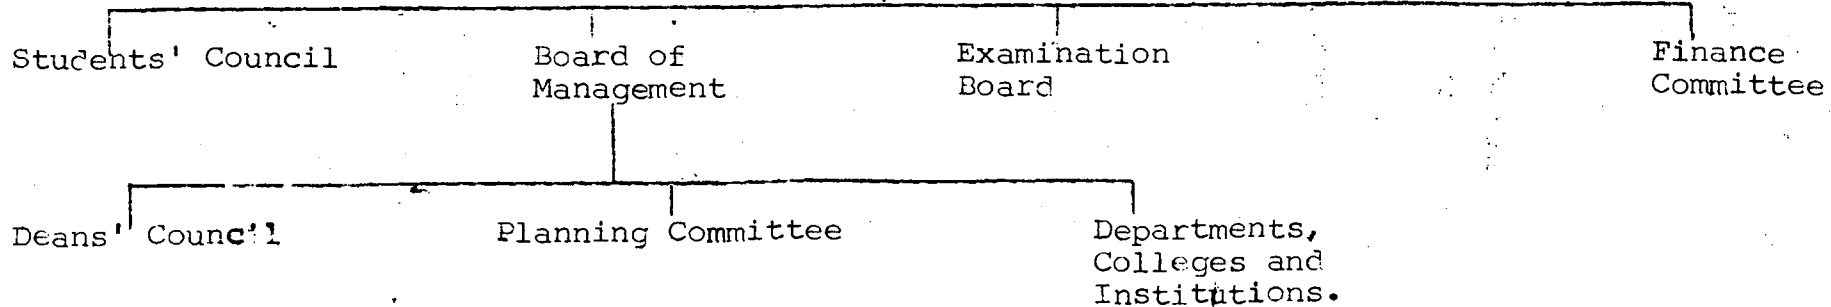 Students' Council
Board of
Management
Examination
Board
Finance
Committee
Deans' Council
Planning Committee
Departments,
Colleges and
Institutions.